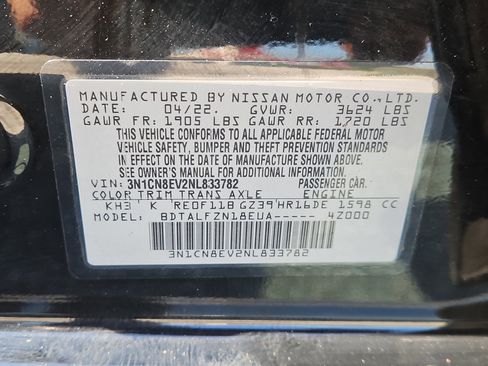 MANUFACTURED BY NISSAN MOTOR CO., LTD.
DATE: 04/22. GVWR: 3624 LBS
GAWR FR: 1905 LBS GAWR RR: 1720 LBS
THIS VEHICLE CONFORMS TO ALL APPLICABLE FEDERAL MOTOR
VEHICLE SAFETY, BUMPER AND THEFT PREVENTION
STANDARDS IN EFFECT ON THE DATE OF MANUFACTURE SHOWN ABOVE.
SEE OWNER'S MANUAL FOR ADDITIONAL INFORMATION.
VIN: 3N1CN8EV2NL833782 PASSENGER CAR.
COLOR TRIM TRANS AXLE ENGINE
KH3 K RE0F11B GZ39 HR16DE 1598 CC
MODEL: BDTALFZN18EUA----- 4Z000
3N1CN8EV2NL833782